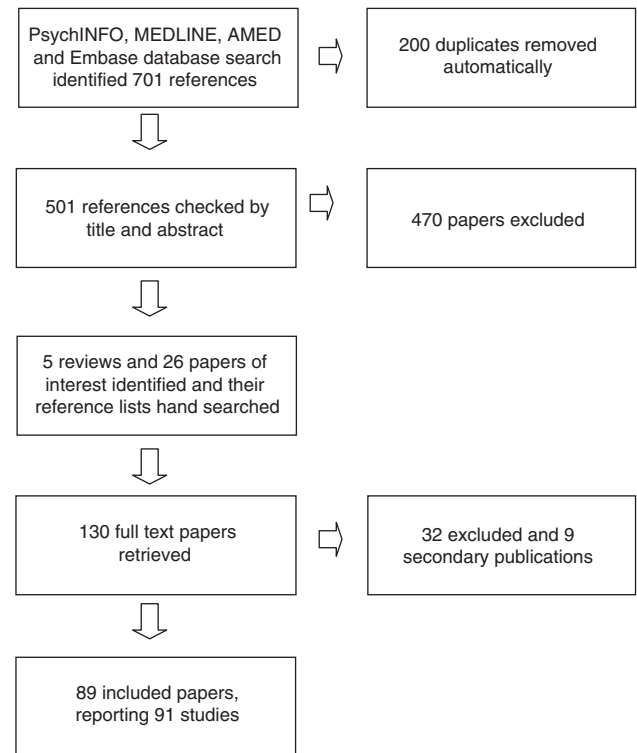 PsychINFO, MEDLINE, AMED
and Embase database search
identified 701 references
200 duplicates removed
automatically
501 references checked by
title and abstract
470 papers excluded
5 reviews and 26 papers of
interest identified and their
reference lists hand searched
130 full text papers
retrieved
32 excluded and 9
secondary publications
89 included papers,
reporting 91 studies